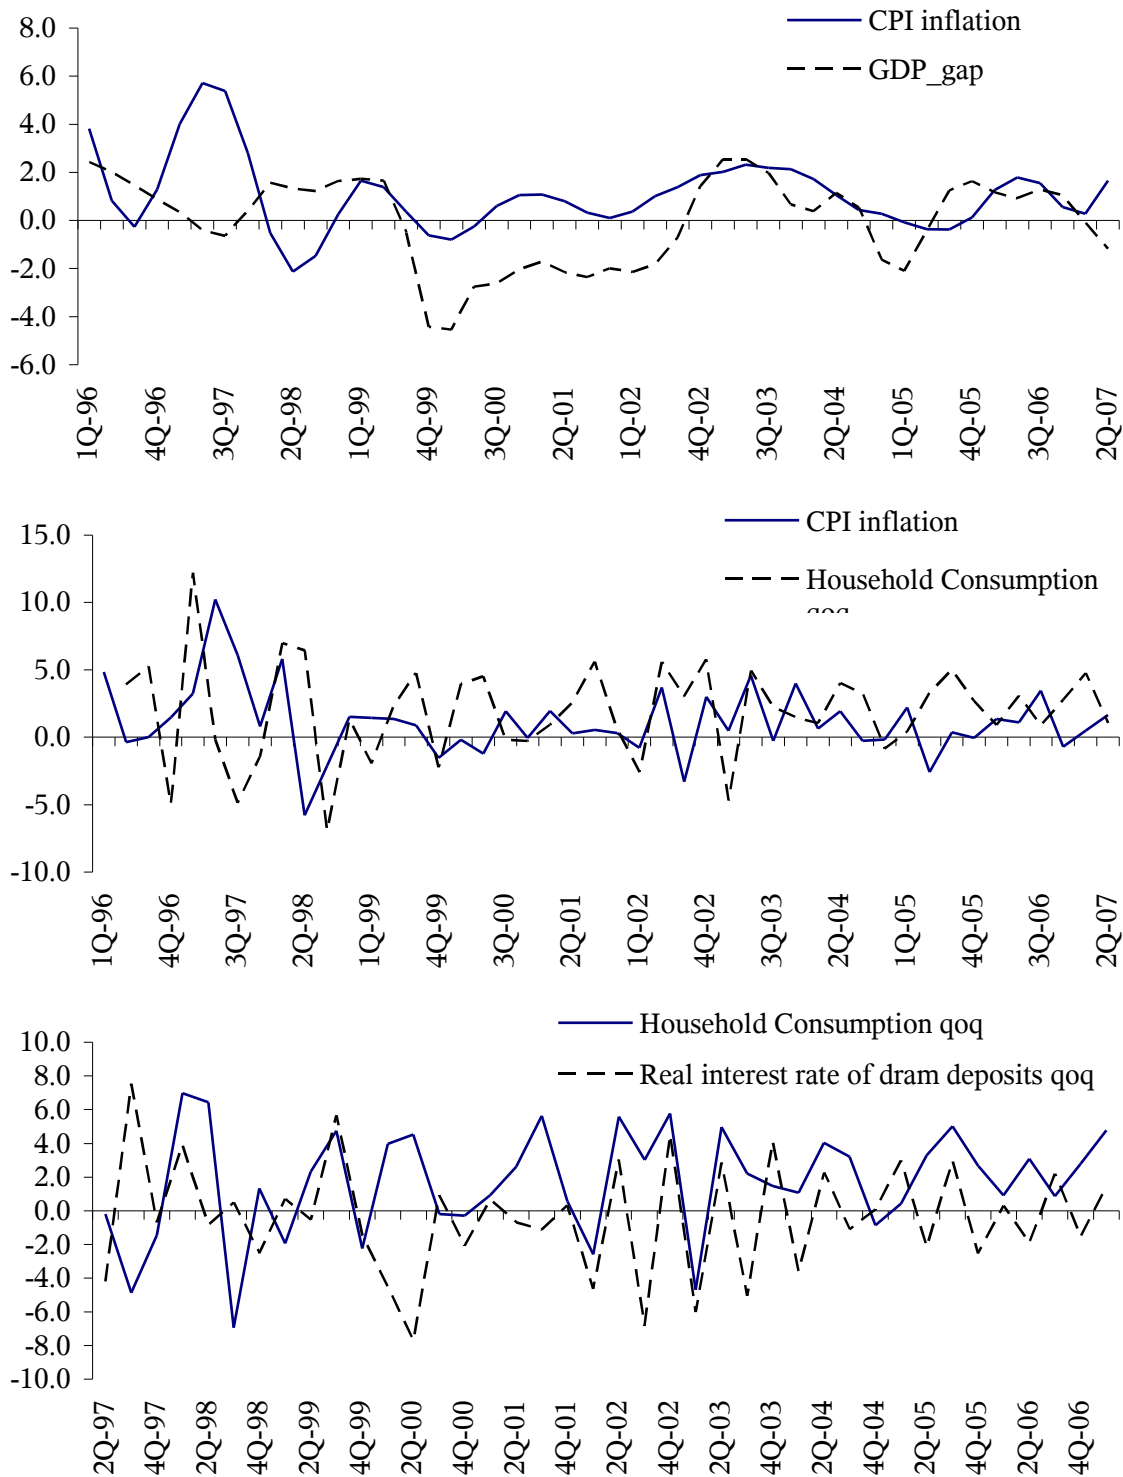 8.0
CPI inflation
6.0
GDP_gap
4.0
2.0
0.0
-2.0
-4.0
-6.0
1Q-96
4Q-96
3Q-97
2Q-98
1Q-99
4Q-99
3Q-00
2Q-01
1Q-02
4Q-02
3Q-03
2Q-04
1Q-05
4Q-05
3Q-06
2Q-07
15.0
CPI inflation
10.0
Household Consumption
qoq
5.0
0.0
-5.0
-10.0
1Q-96
4Q-96
3Q-97
2Q-98
1Q-99
4Q-99
3Q-00
2Q-01
1Q-02
4Q-02
3Q-03
2Q-04
1Q-05
4Q-05
3Q-06
2Q-07
Household Consumption qoq
10.0
8.0
Real interest rate of dram deposits qoq
6.0
4.0
2.0
0.0
-2.0
-4.0
-6.0
-8.0
-10.0
2Q-97
4Q-97
2Q-98
4Q-98
2Q-99
4Q-99
2Q-00
4Q-00
2Q-01
4Q-01
2Q-02
4Q-02
2Q-03
4Q-03
2Q-04
4Q-04
2Q-05
4Q-05
2Q-06
4Q-06